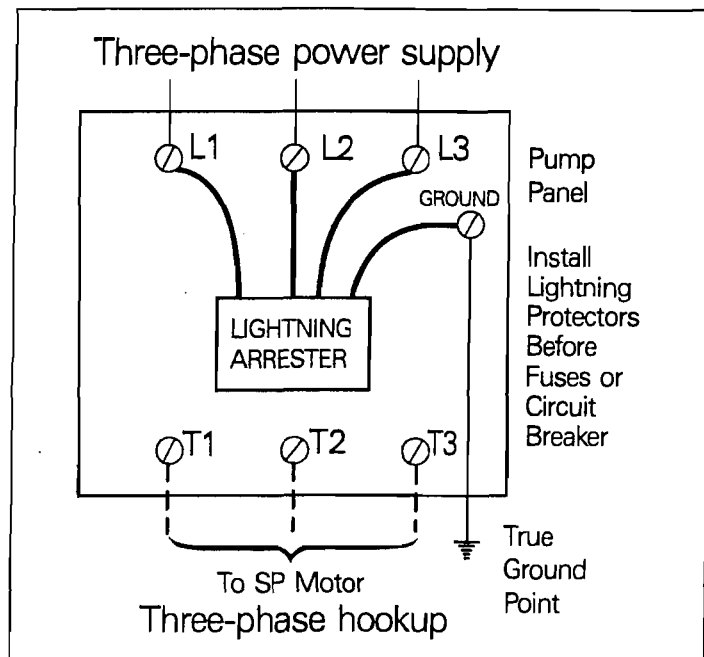 Three-phase power supply
L1
L2
L3
GROUND
Pump
Panel
Install
Lightning
Protectors
Before
Fuses or
Circuit
Breaker
LIGHTNING
ARRESTER
T1
T2
T3
To SP Motor
Three-phase hookup
True
Ground
Point